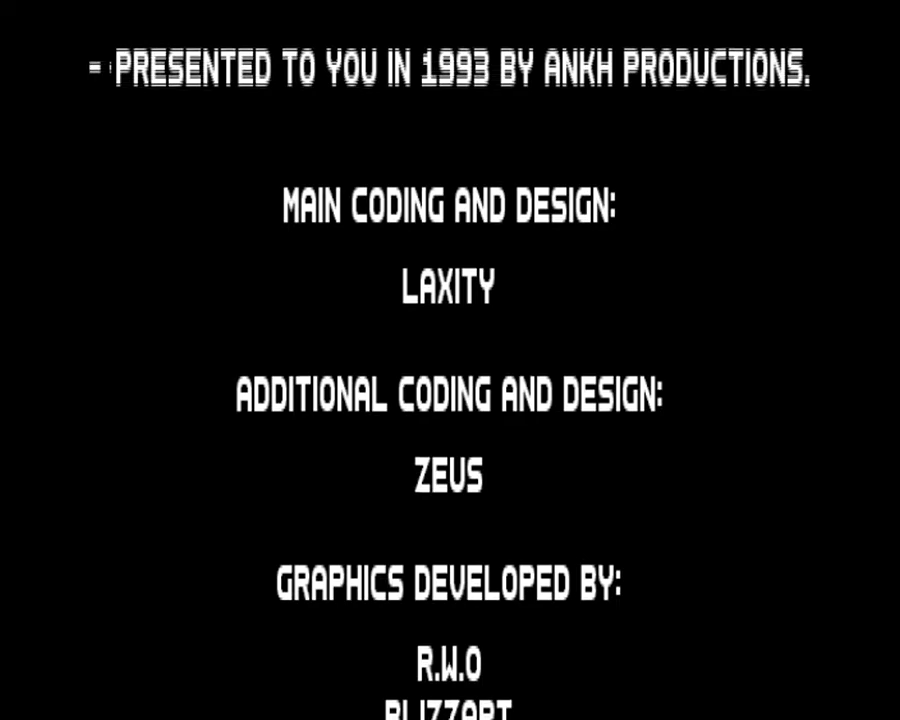 PRESENTED TO YOU IN 1993 BY ANKH PRODUCTIONS.
MAIN CODING AND DESIGN:
LAXITY
ADDITIONAL CODING AND DESIGN:
ZEUS
GRAPHICS DEVELOPED BY:
R.W.O